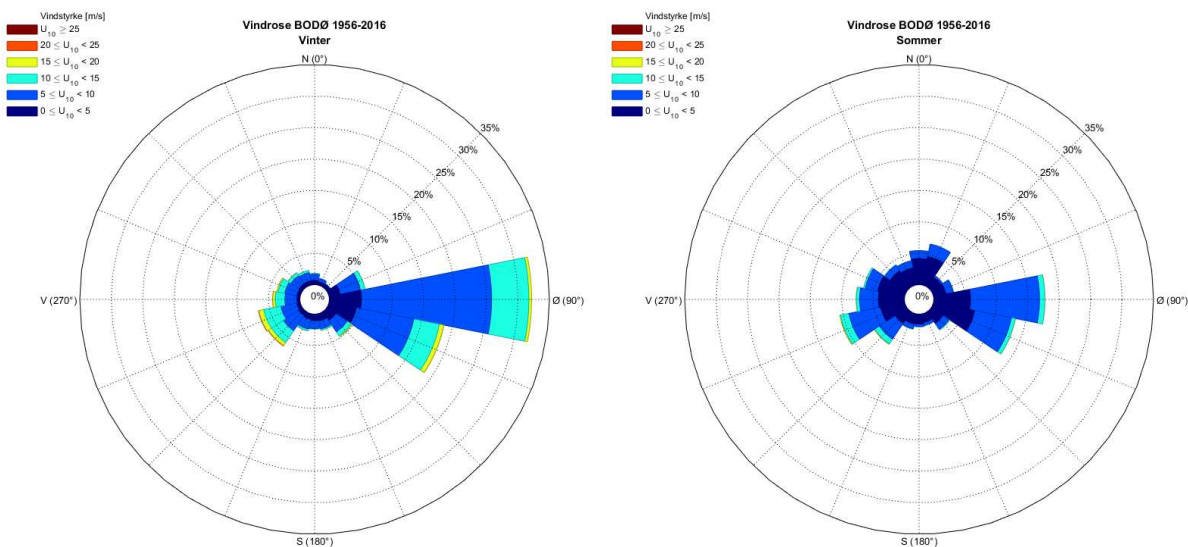 Vindstyrke [m/s]
U10 ≥ 25
20 ≤ U10 < 25
15 ≤ U10 < 20
10 ≤ U10 < 15
5 ≤ U10 < 10
0 ≤ U10 < 5
Vindrose BODØ 1956-2016
Vinter
N (0°)
35%
30%
25%
20%
15%
10%
5%
0%
V (270°)
Ø (90°)
S (180°)
Vindstyrke [m/s]
U10 ≥ 25
20 ≤ U10 < 25
15 ≤ U10 < 20
10 ≤ U10 < 15
5 ≤ U10 < 10
0 ≤ U10 < 5
Vindrose BODØ 1956-2016
Sommer
N (0°)
35%
30%
25%
20%
15%
10%
5%
0%
V (270°)
Ø (90°)
S (180°)